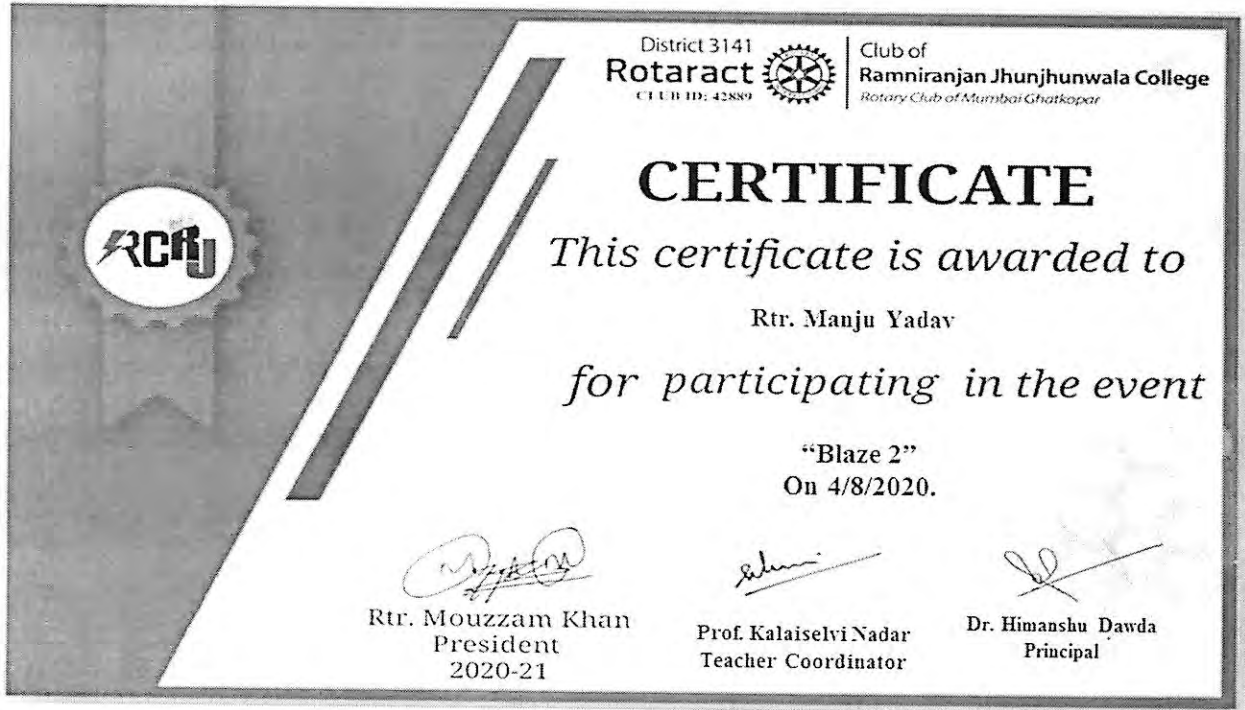 District 3141
Rotaract
CLUB ID: 42889
Club of
Ramniranjan Jhunjhunwala College
Rotary Club of Mumbai Ghatkopar
RCRJ
CERTIFICATE
This certificate is awarded to
Rtr. Manju Yadav
for participating in the event
“Blaze 2”
On 4/8/2020.
Rtr. Mouzzam Khan
President
2020-21
Prof. Kalaiselvi Nadar
Teacher Coordinator
Dr. Himanshu Dawda
Principal